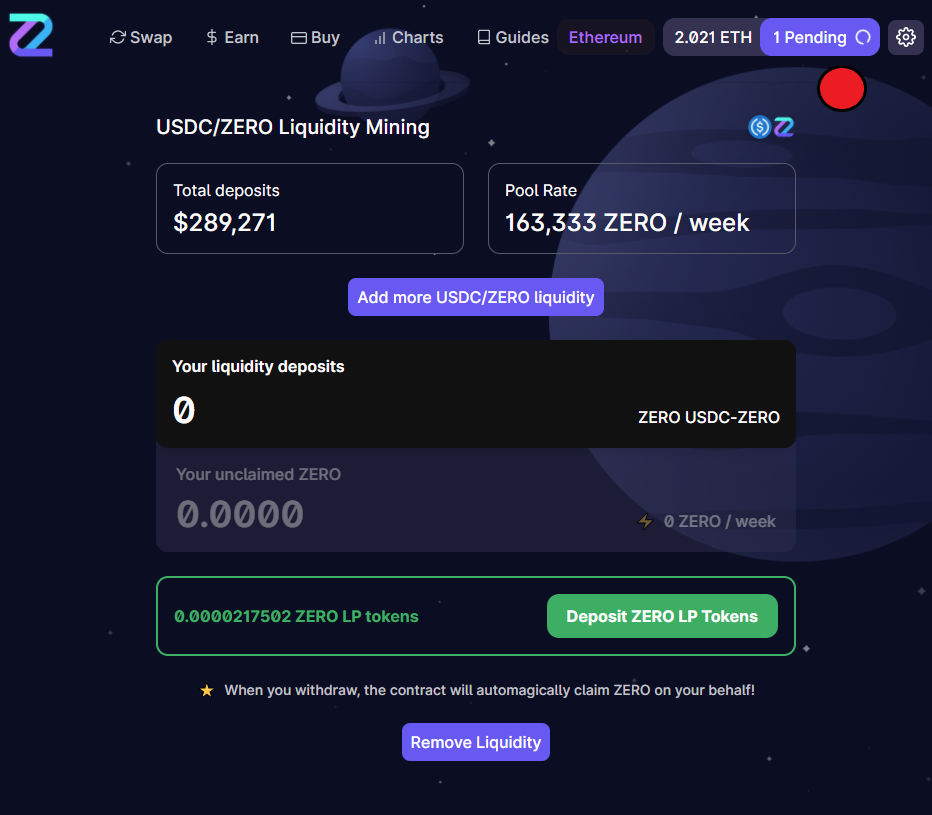 Swap
Earn
Buy
Charts
Guides
Ethereum
2.021 ETH
1 Pending
USDC/ZERO Liquidity Mining
Total deposits
$289,271
Pool Rate
163,333 ZERO / week
Add more USDC/ZERO liquidity
Your liquidity deposits
0
ZERO USDC-ZERO
Your unclaimed ZERO
0.0000
0 ZERO / week
0.0000217502 ZERO LP tokens
Deposit ZERO LP Tokens
When you withdraw, the contract will automagically claim ZERO on your behalf!
Remove Liquidity